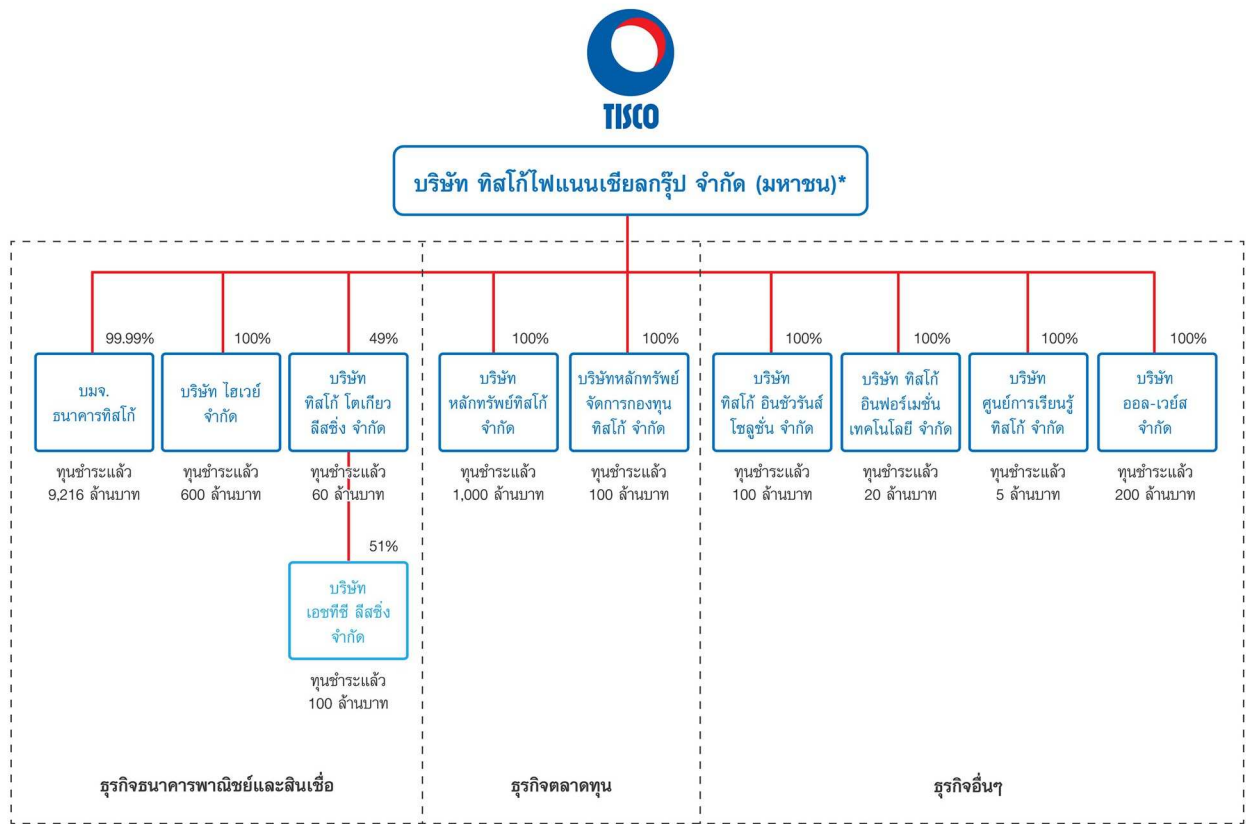 TISCO
บริษัท ทิสโก้ไฟแนนเชียลกรุ๊ป จำกัด (มหาชน)*
99.99%
บมจ.
ธนาคารทิสโก้
ทุนชำระแล้ว
9,216 ล้านบาท
100%
บริษัท ไฮเวย์
จำกัด
ทุนชำระแล้ว
600 ล้านบาท
49%
บริษัท
ทิสโก้ โตเกียว
ลีสซิ่ง จำกัด
ทุนชำระแล้ว
60 ล้านบาท
51%
บริษัท
เอชทีซี ลีสซิ่ง
จำกัด
ทุนชำระแล้ว
100 ล้านบาท
ธุรกิจธนาคารพาณิชย์และสินเชื่อ
100%
บริษัท
หลักทรัพย์ทิสโก้
จำกัด
ทุนชำระแล้ว
1,000 ล้านบาท
100%
บริษัทหลักทรัพย์
จัดการกองทุน
ทิสโก้ จำกัด
ทุนชำระแล้ว
100 ล้านบาท
ธุรกิจตลาดทุน
100%
บริษัท
ทิสโก้ อินชัวรันส์
โซลูชั่น จำกัด
ทุนชำระแล้ว
100 ล้านบาท
100%
บริษัท ทิสโก้
อินฟอร์เมชั่น
เทคโนโลยี จำกัด
ทุนชำระแล้ว
20 ล้านบาท
100%
บริษัท
ศูนย์การเรียนรู้
ทิสโก้ จำกัด
ทุนชำระแล้ว
5 ล้านบาท
100%
บริษัท
ออล-เวย์ส
จำกัด
ทุนชำระแล้ว
200 ล้านบาท
ธุรกิจอื่นๆ